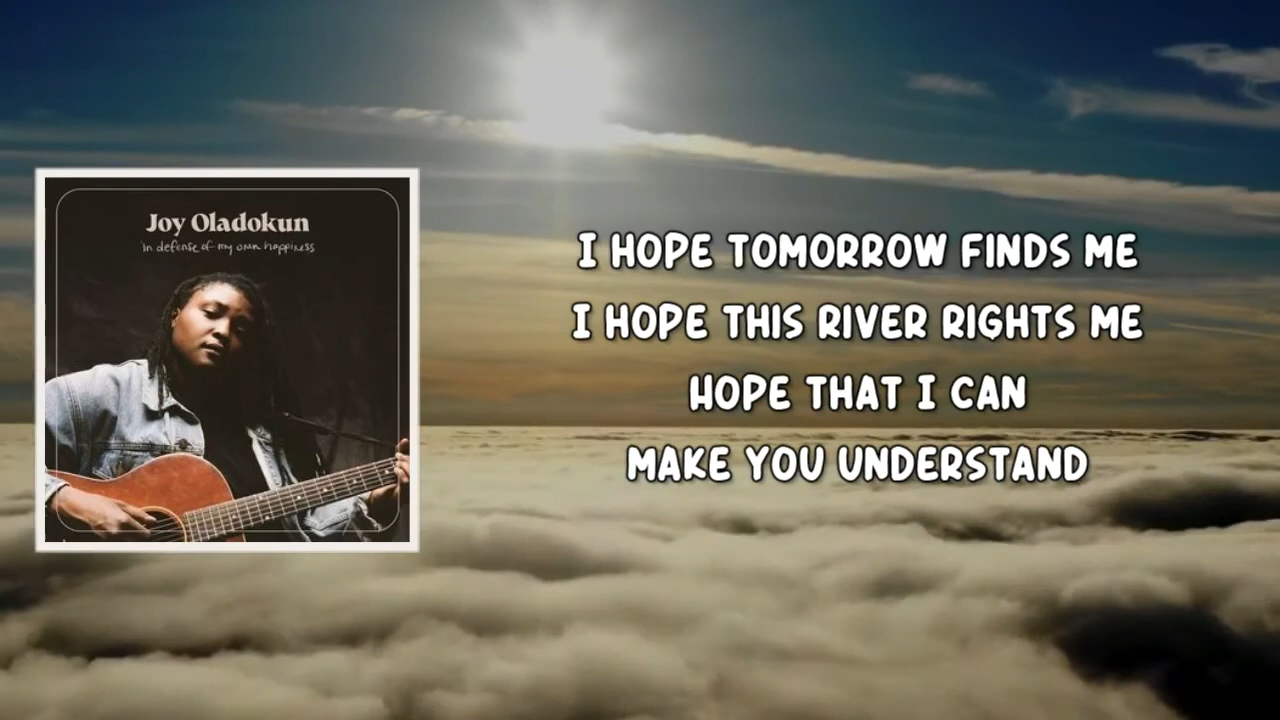 Joy Oladokun
in defense of my own happiness
I HOPE TOMORROW FINDS ME
I HOPE THIS RIVER RIGHTS ME
HOPE THAT I CAN
MAKE YOU UNDERSTAND